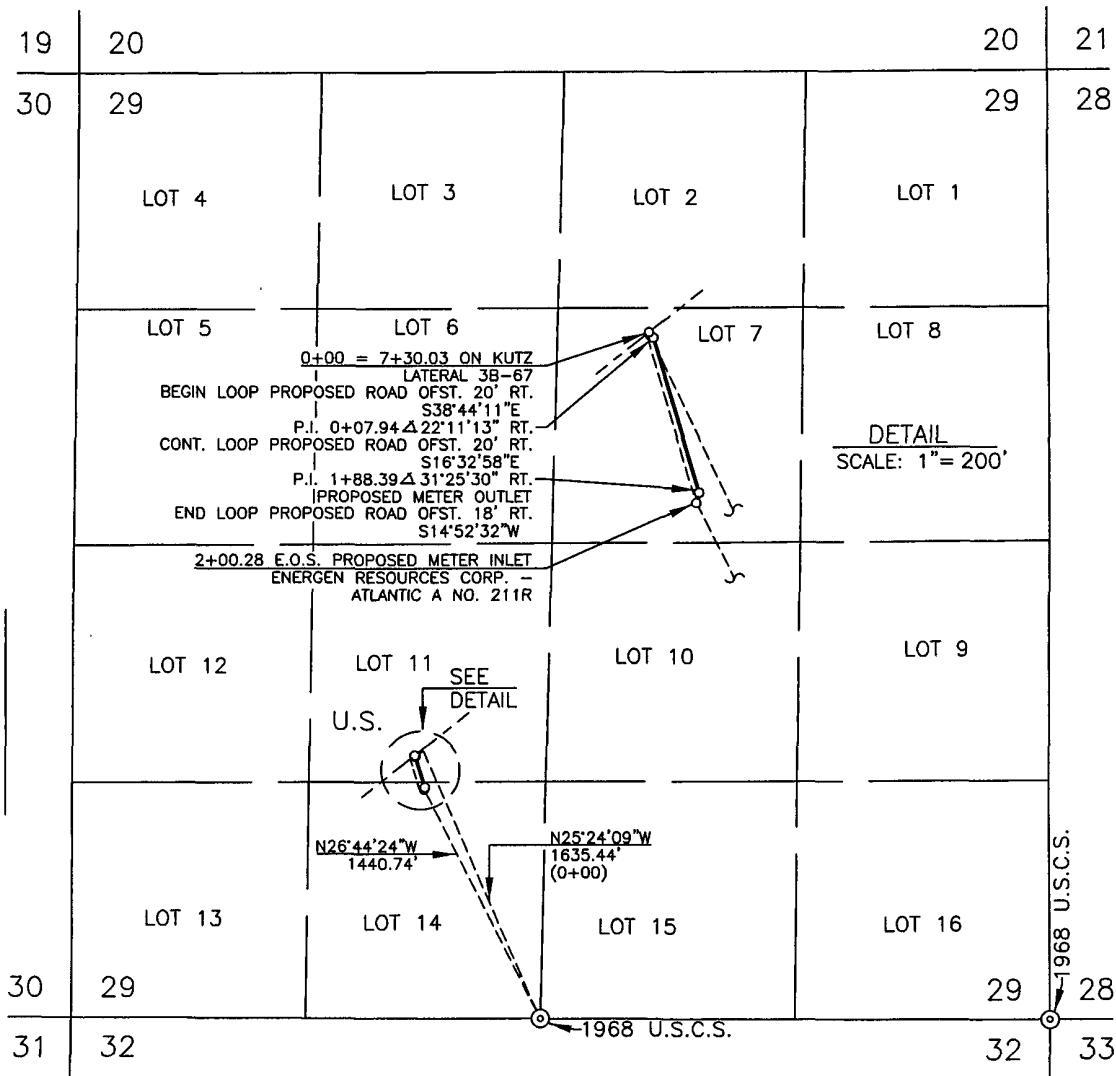 19 20 20 21
30 29 29 28
LOT 4 LOT 3 LOT 2 LOT 1
LOT 5 LOT 6 LOT 7 LOT 8
0+00 = 7+30.03 ON KUTZ
LATERAL 3B-67
BEGIN LOOP PROPOSED ROAD OFST. 20' RT.
S38°44'11"E
P.I. 0+07.94∆22°11'13" RT.
CONT. LOOP PROPOSED ROAD OFST. 20' RT.
S16°32'58"E
P.I. 1+88.39∆31°25'30" RT.
PROPOSED METER OUTLET
END LOOP PROPOSED ROAD OFST. 18' RT.
S14°52'32"W
2+00.28 E.O.S. PROPOSED METER INLET
ENERGEN RESOURCES CORP. –
ATLANTIC A NO. 211R
DETAIL
SCALE: 1"= 200'
LOT 12 LOT 11 LOT 10 LOT 9
SEE
DETAIL
U.S.
N26°44'24"W
1440.74'
N25°24'09"W
1635.44'
(0+00)
LOT 13 LOT 14 LOT 15 LOT 16
1968 U.S.C.S.
30 29 29 28
1968 U.S.C.S.
31 32 32 33